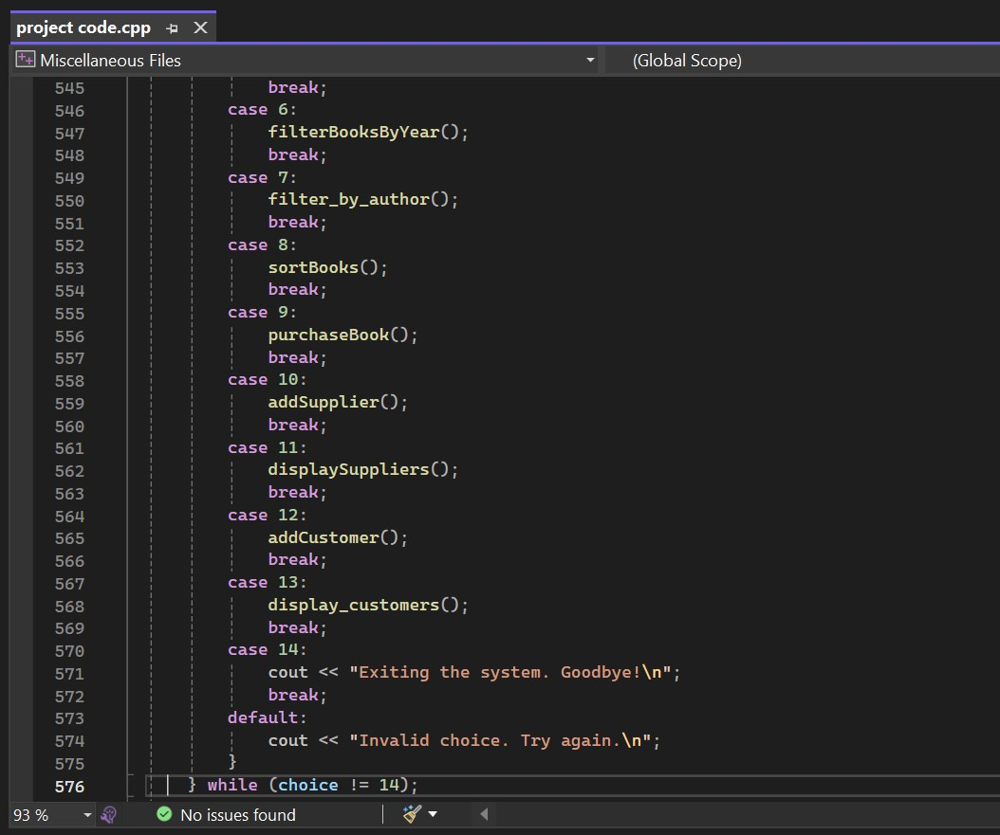 project code.cpp
Miscellaneous Files (Global Scope)
545 break;
546 case 6:
547 filterBooksByYear();
548 break;
549 case 7:
550 filter_by_author();
551 break;
552 case 8:
553 sortBooks();
554 break;
555 case 9:
556 purchaseBook();
557 break;
558 case 10:
559 addSupplier();
560 break;
561 case 11:
562 displaySuppliers();
563 break;
564 case 12:
565 addCustomer();
566 break;
567 case 13:
568 display_customers();
569 break;
570 case 14:
571 cout << "Exiting the system. Goodbye!\n";
572 break;
573 default:
574 cout << "Invalid choice. Try again.\n";
575 }
576 } while (choice != 14);
93 % No issues found